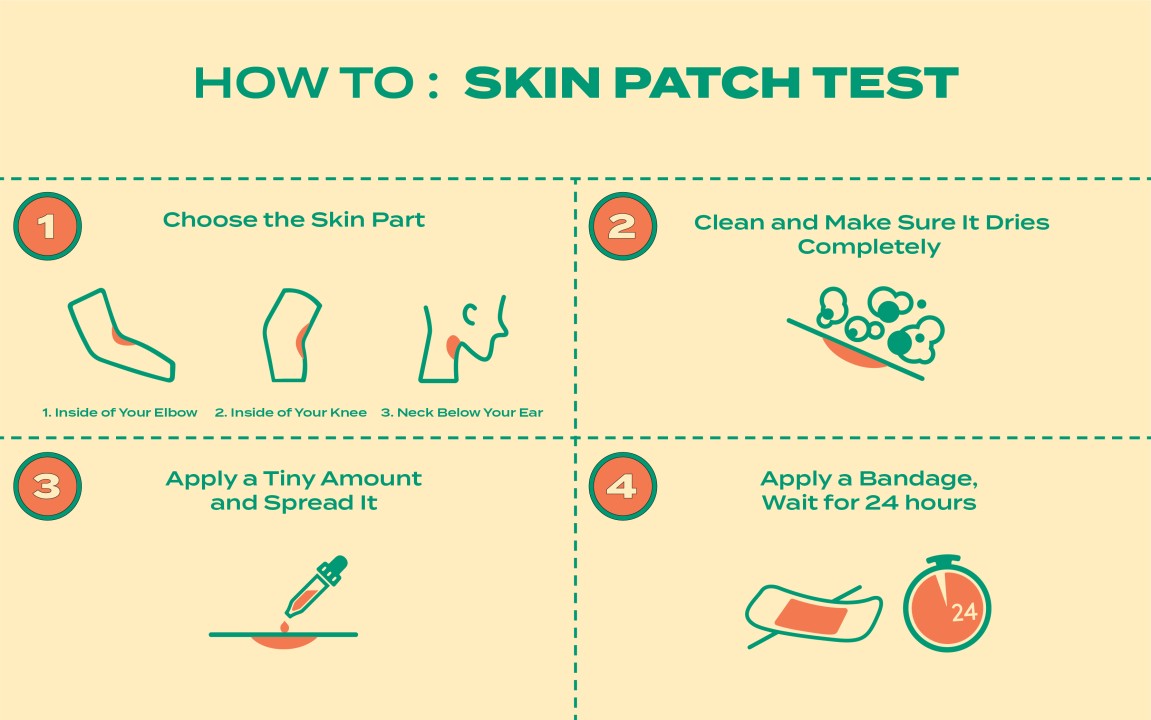 HOW TO : SKIN PATCH TEST
1
Choose the Skin Part
1. Inside of Your Elbow
2. Inside of Your Knee
3. Neck Below Your Ear
2
Clean and Make Sure It Dries
Completely
3
Apply a Tiny Amount
and Spread It
4
Apply a Bandage,
Wait for 24 hours
24